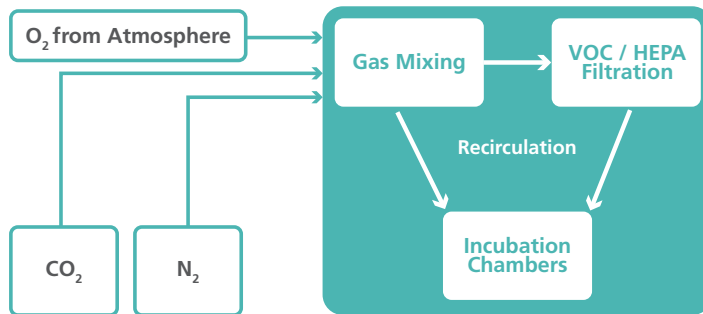 O₂ from Atmosphere
Gas Mixing
VOC / HEPA
Filtration
Recirculation
Incubation
Chambers
CO₂
N₂